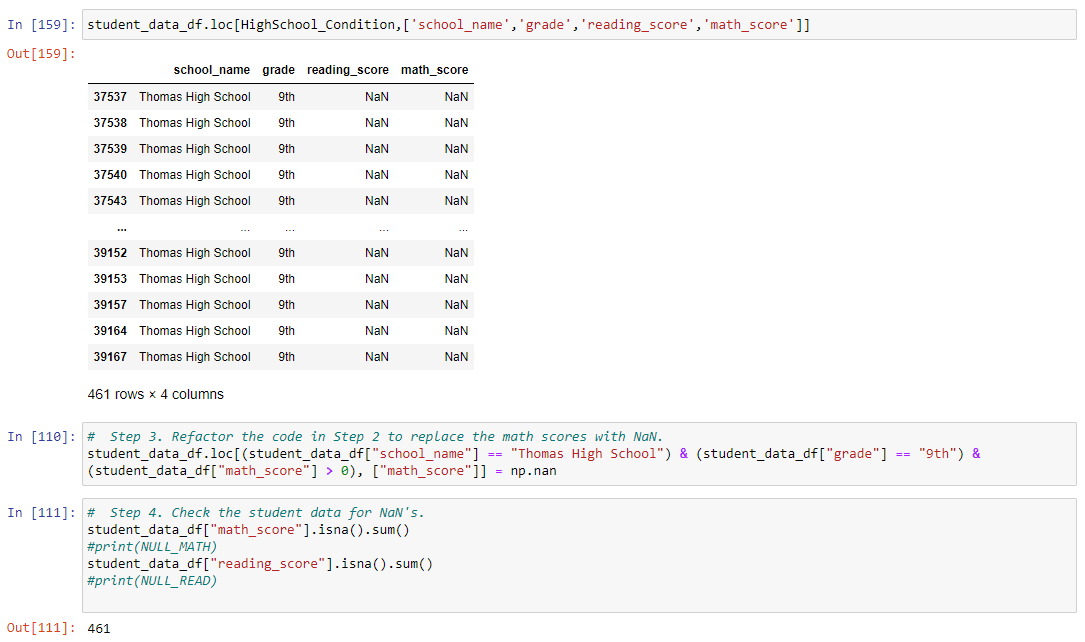 In [159]: student_data_df.loc[HighSchool_Condition,['school_name','grade','reading_score','math_score']]
Out[159]:
school_name grade reading_score math_score
37537 Thomas High School 9th NaN NaN
37538 Thomas High School 9th NaN NaN
37539 Thomas High School 9th NaN NaN
37540 Thomas High School 9th NaN NaN
37543 Thomas High School 9th NaN NaN
... ... ... ... ...
39152 Thomas High School 9th NaN NaN
39153 Thomas High School 9th NaN NaN
39157 Thomas High School 9th NaN NaN
39164 Thomas High School 9th NaN NaN
39167 Thomas High School 9th NaN NaN
461 rows × 4 columns
In [110]: #  Step 3. Refactor the code in Step 2 to replace the math scores with NaN.
student_data_df.loc[(student_data_df["school_name"] == "Thomas High School") & (student_data_df["grade"] == "9th") &
(student_data_df["math_score"] > 0), ["math_score"]] = np.nan
In [111]: #  Step 4. Check the student data for NaN's.
student_data_df["math_score"].isna().sum()
#print(NULL_MATH)
student_data_df["reading_score"].isna().sum()
#print(NULL_READ)
Out[111]: 461